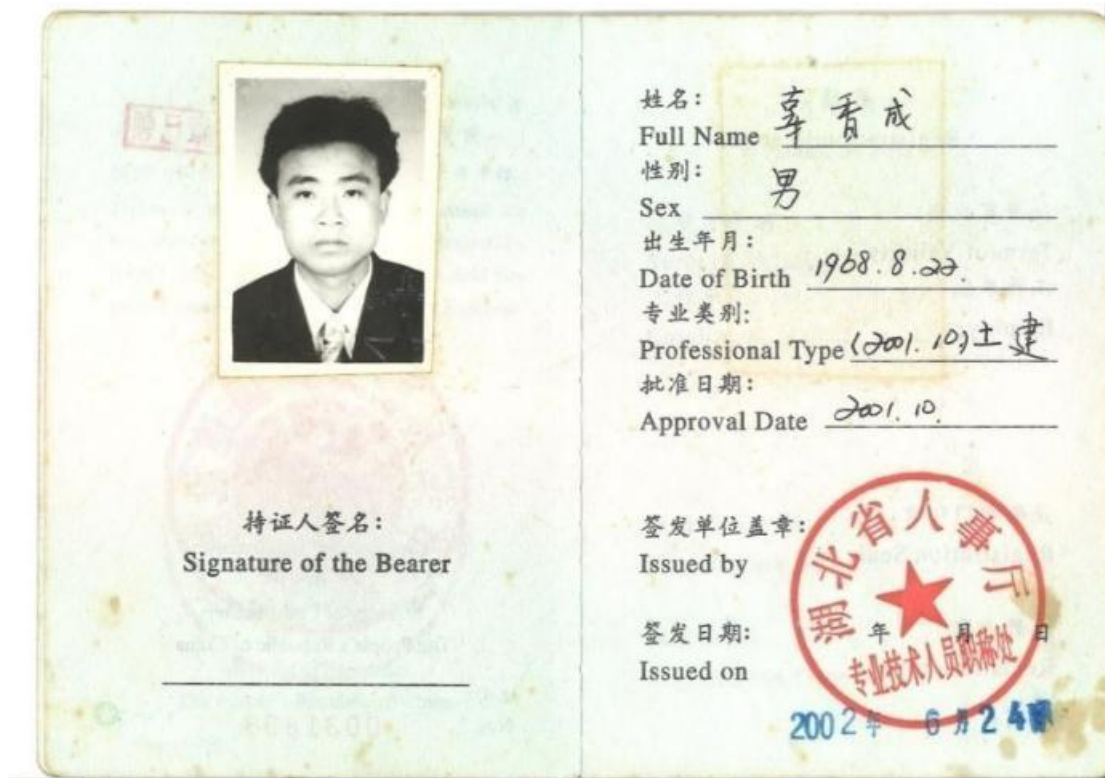 持证人签名:
Signature of the Bearer
姓名:
Full Name 辜香成
性别:
Sex 男
出生年月:
Date of Birth 1968.8.22.
专业类别:
Professional Type (2001.10)土建
批准日期:
Approval Date 2001.10.
签发单位盖章:
Issued by
湖北省人事厅
专业技术人员职称处
签发日期: 年 月 日
Issued on
2002年 6月24日